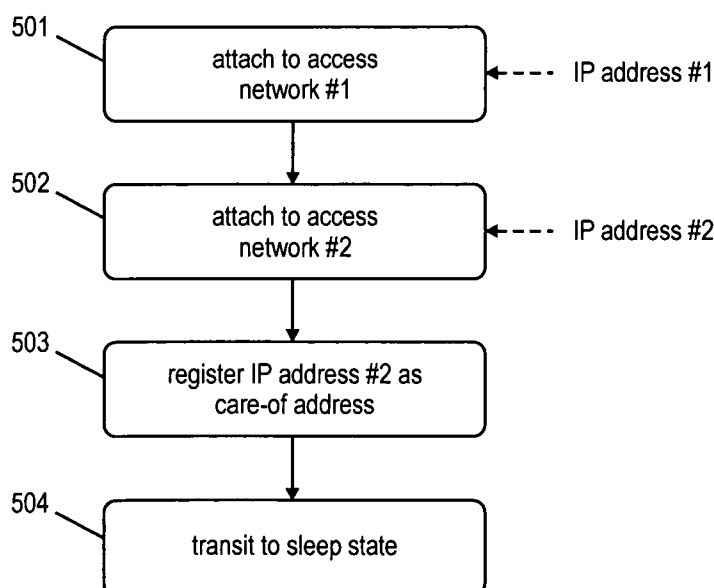 501
attach to access
network #1
IP address #1
502
attach to access
network #2
IP address #2
503
register IP address #2 as
care-of address
504
transit to sleep state